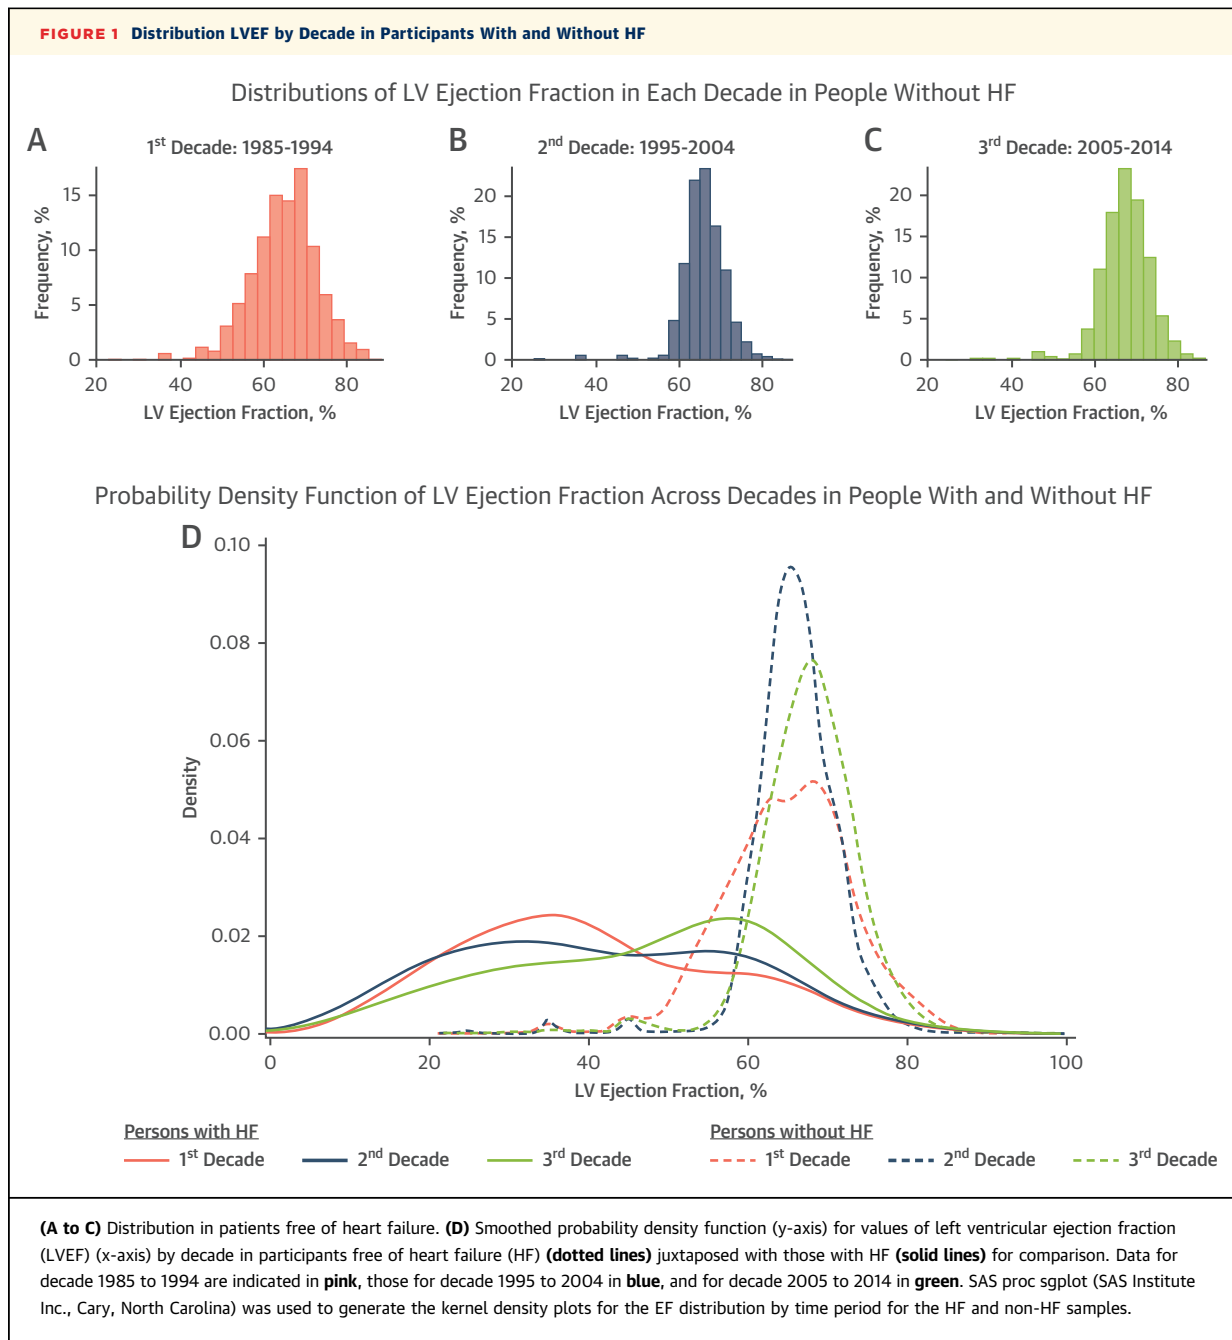 FIGURE 1 Distribution LVEF by Decade in Participants With and Without HF
Distributions of LV Ejection Fraction in Each Decade in People Without HF
A
1st Decade: 1985-1994
Frequency, %
15
10
5
0
20 40 60 80
LV Ejection Fraction, %
B
2nd Decade: 1995-2004
Frequency, %
20
15
10
5
0
20 40 60 80
LV Ejection Fraction, %
C
3rd Decade: 2005-2014
Frequency, %
20
15
10
5
0
20 40 60 80
LV Ejection Fraction, %
Probability Density Function of LV Ejection Fraction Across Decades in People With and Without HF
D
Density
0.10
0.08
0.06
0.04
0.02
0.00
0 20 40 60 80 100
LV Ejection Fraction, %
Persons with HF
1st Decade 2nd Decade 3rd Decade
Persons without HF
1st Decade 2nd Decade 3rd Decade
(A to C) Distribution in patients free of heart failure. (D) Smoothed probability density function (y-axis) for values of left ventricular ejection fraction
(LVEF) (x-axis) by decade in participants free of heart failure (HF) (dotted lines) juxtaposed with those with HF (solid lines) for comparison. Data for
decade 1985 to 1994 are indicated in pink, those for decade 1995 to 2004 in blue, and for decade 2005 to 2014 in green. SAS proc sgplot (SAS Institute
Inc., Cary, North Carolina) was used to generate the kernel density plots for the EF distribution by time period for the HF and non-HF samples.